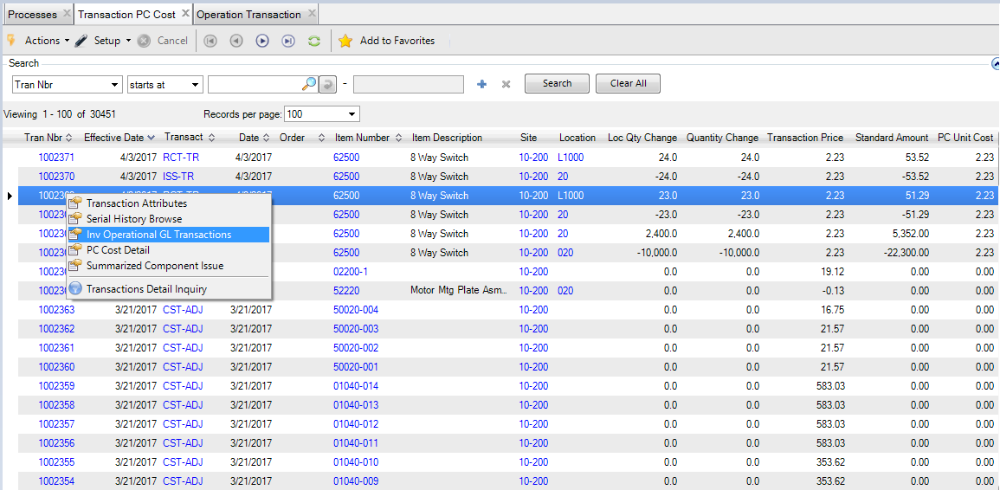 Processes Transaction PC Cost Operation Transaction
Actions Setup Cancel Add to Favorites
Search
Tran Nbr starts at - Search Clear All
Viewing 1 - 100 of 30451 Records per page: 100
Tran Nbr Effective Date Transact Date Order Item Number Item Description Site Location Loc Qty Change Quantity Change Transaction Price Standard Amount PC Unit Cost
1002371 4/3/2017 RCT-TR 4/3/2017 62500 8 Way Switch 10-200 L1000 24.0 24.0 2.23 53.52 2.23
1002370 4/3/2017 ISS-TR 4/3/2017 62500 8 Way Switch 10-200 20 -24.0 -24.0 2.23 -53.52 2.23
62500 8 Way Switch 10-200 L1000 23.0 23.0 2.23 51.29 2.23
Transaction Attributes
62500 8 Way Switch 10-200 20 -23.0 -23.0 2.23 -51.29 2.23
Serial History Browse
62500 8 Way Switch 10-200 20 2,400.0 2,400.0 2.23 5,352.00 2.23
Inv Operational GL Transactions
62500 8 Way Switch 10-200 020 -10,000.0 -10,000.0 2.23 -22,300.00 2.23
PC Cost Detail
02200-1 10-200 0.0 0.0 19.12 0.00 0.00
Summarized Component Issue
52220 Motor Mtg Plate Asm... 10-200 020 0.0 0.0 -0.13 0.00 0.00
Transactions Detail Inquiry
1002363 3/21/2017 CST-ADJ 3/21/2017 50020-004 10-200 0.0 0.0 16.75 0.00 0.00
1002362 3/21/2017 CST-ADJ 3/21/2017 50020-003 10-200 0.0 0.0 21.57 0.00 0.00
1002361 3/21/2017 CST-ADJ 3/21/2017 50020-002 10-200 0.0 0.0 21.57 0.00 0.00
1002360 3/21/2017 CST-ADJ 3/21/2017 50020-001 10-200 0.0 0.0 21.57 0.00 0.00
1002359 3/21/2017 CST-ADJ 3/21/2017 01040-014 10-200 0.0 0.0 583.03 0.00 0.00
1002358 3/21/2017 CST-ADJ 3/21/2017 01040-013 10-200 0.0 0.0 583.03 0.00 0.00
1002357 3/21/2017 CST-ADJ 3/21/2017 01040-012 10-200 0.0 0.0 583.03 0.00 0.00
1002356 3/21/2017 CST-ADJ 3/21/2017 01040-011 10-200 0.0 0.0 583.03 0.00 0.00
1002355 3/21/2017 CST-ADJ 3/21/2017 01040-010 10-200 0.0 0.0 353.62 0.00 0.00
1002354 3/21/2017 CST-ADJ 3/21/2017 01040-009 10-200 0.0 0.0 353.62 0.00 0.00